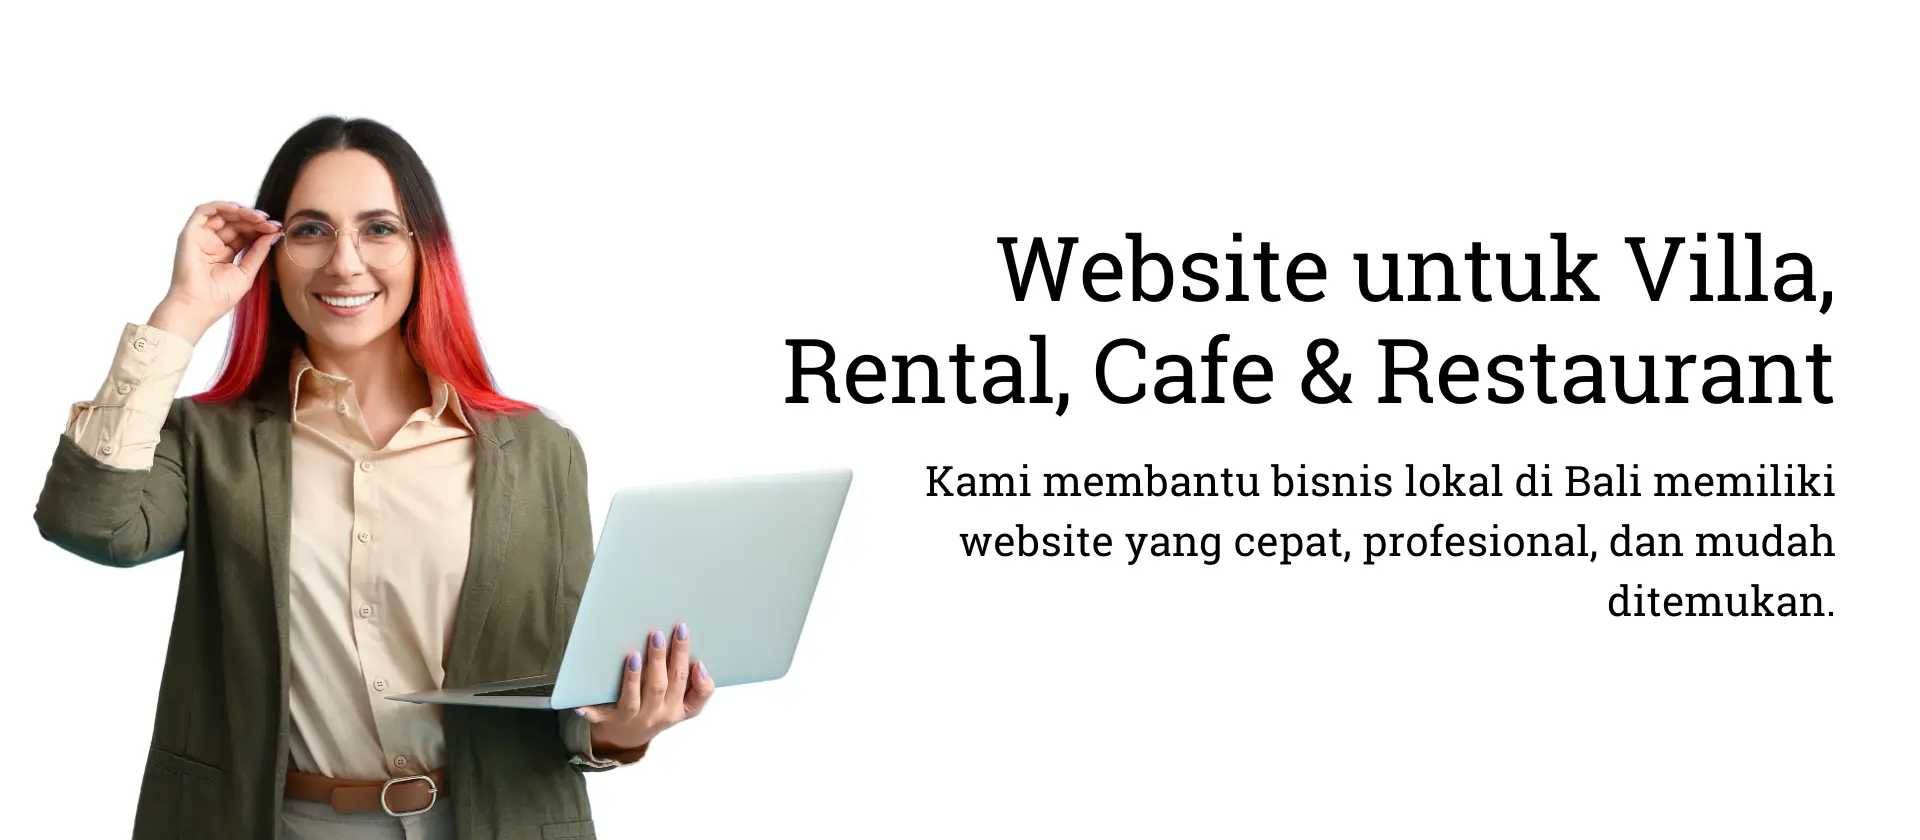 Website untuk Villa,
Rental, Cafe & Restaurant
Kami membantu bisnis lokal di Bali memiliki
website yang cepat, profesional, dan mudah
ditemukan.